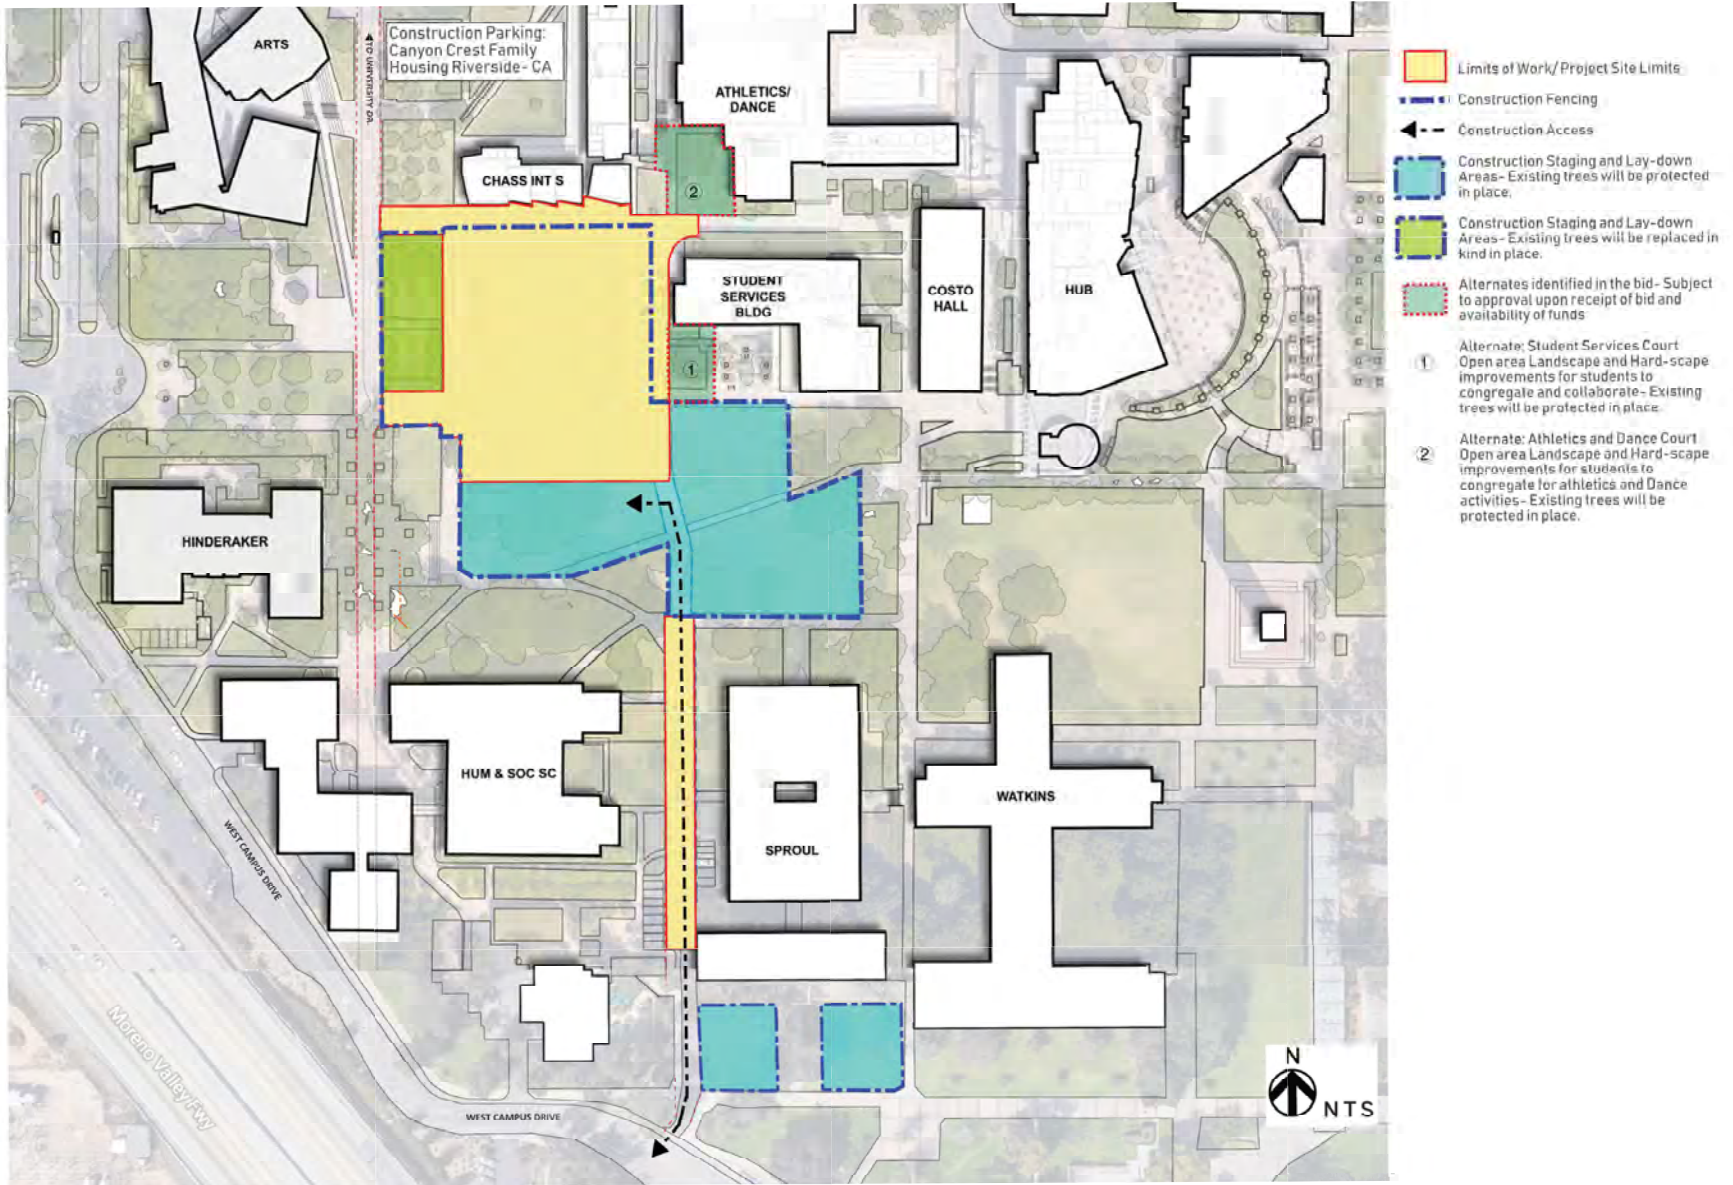 Construction Parking:
Canyon Crest Family
Housing Riverside- CA
TO UNIVERSITY DR.
ARTS
ATHLETICS/
DANCE
CHASS INT S
2
STUDENT
SERVICES
BLDG
1
COSTO
HALL
HUB
HINDERAKER
HUM & SOC SC
SPROUL
WATKINS
WEST CAMPUS DRIVE
WEST CAMPUS DRIVE
Moreno Valley Fwy
N
NTS
Limits of Work/ Project Site Limits
Construction Fencing
Construction Access
Construction Staging and Lay-down
Areas- Existing trees will be protected
in place.
Construction Staging and Lay-down
Areas- Existing trees will be replaced in
kind in place.
Alternates identified in the bid- Subject
to approval upon receipt of bid and
availability of funds
1
Alternate: Student Services Court
Open area Landscape and Hard-scape
improvements for students to
congregate and collaborate- Existing
trees will be protected in place.
2
Alternate: Athletics and Dance Court
Open area Landscape and Hard-scape
improvements for students to
congregate for athletics and Dance
activities- Existing trees will be
protected in place.